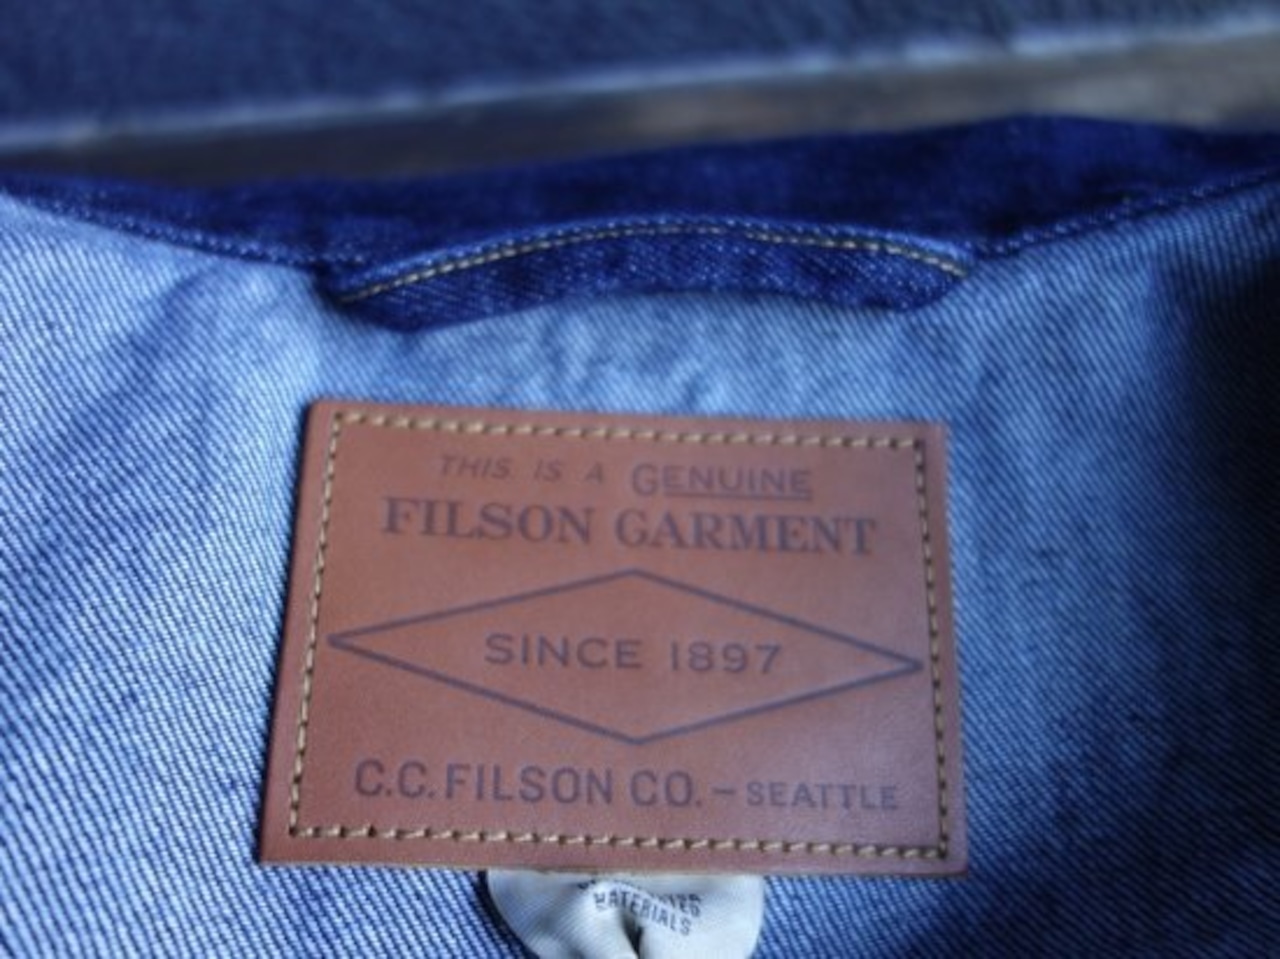 THIS IS A GENUINE
FILSON GARMENT
SINCE 1897
C.C. FILSON CO. – SEATTLE
MATERIALS